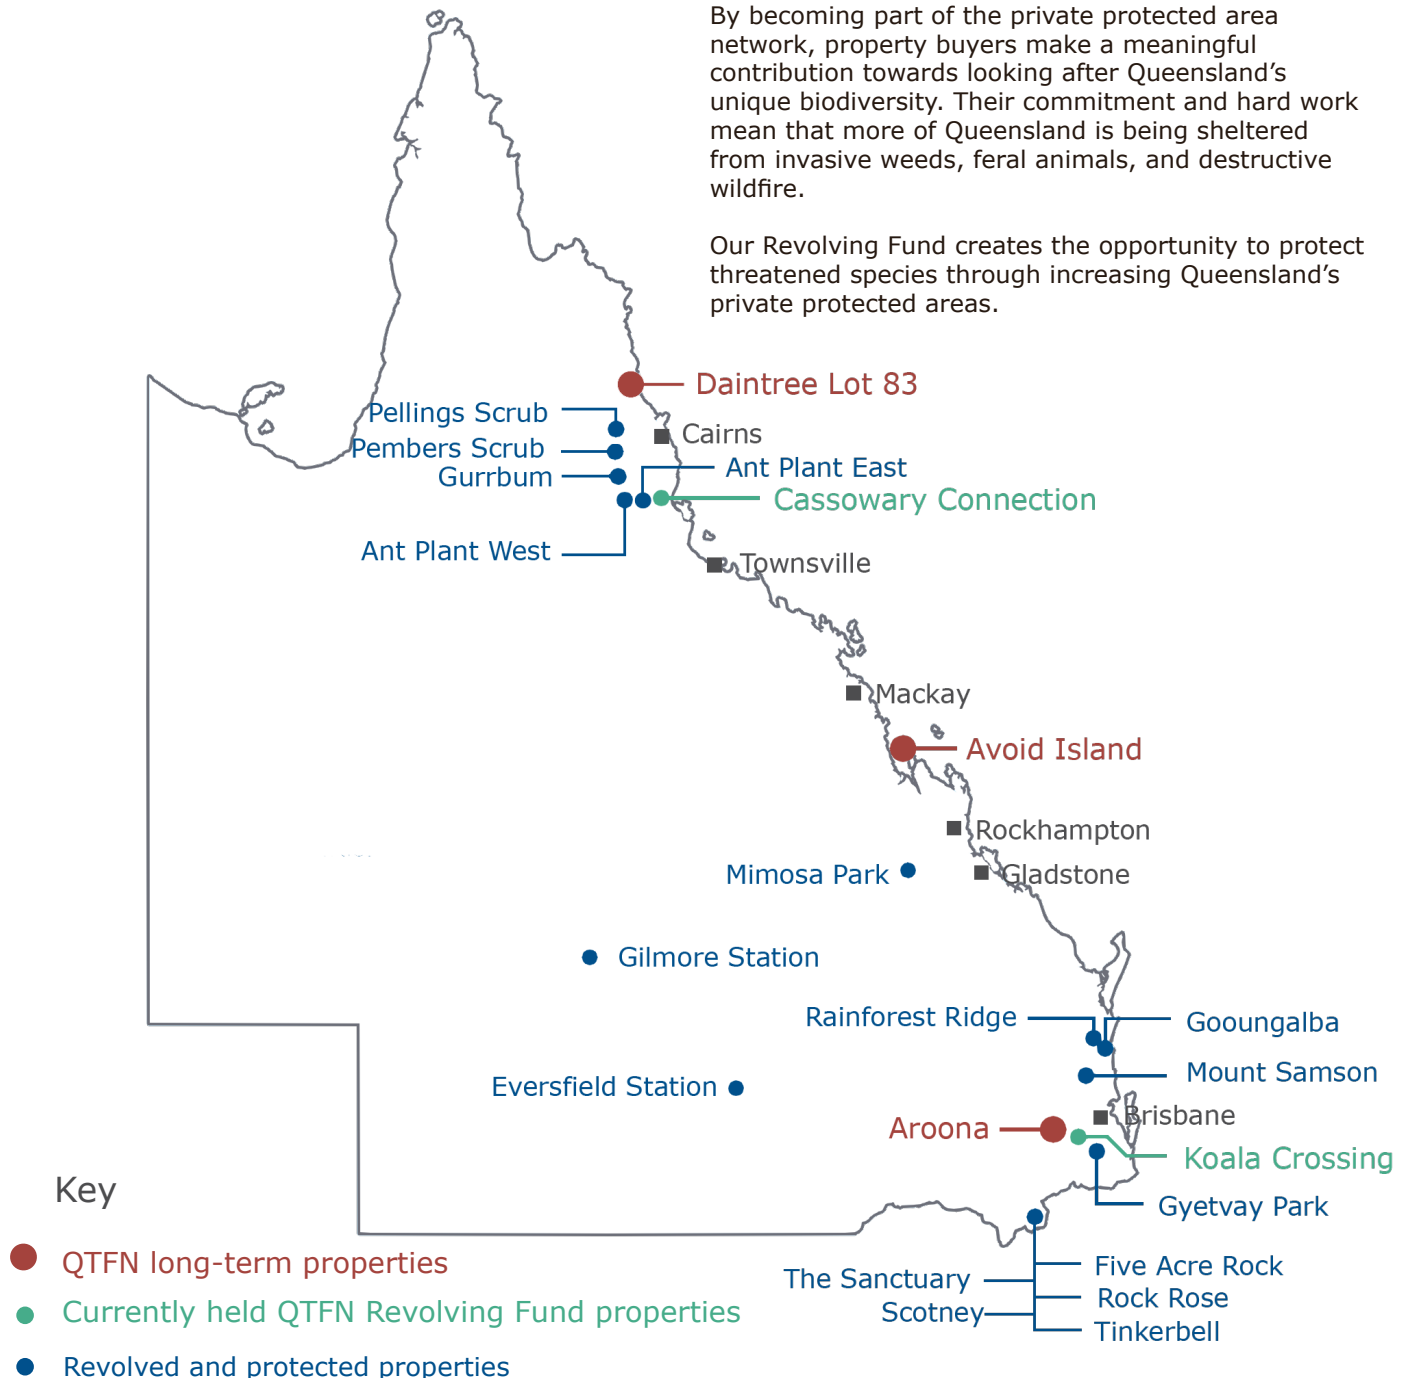 By becoming part of the private protected area
network, property buyers make a meaningful
contribution towards looking after Queensland’s
unique biodiversity. Their commitment and hard work
mean that more of Queensland is being sheltered
from invasive weeds, feral animals, and destructive
wildfire.
Our Revolving Fund creates the opportunity to protect
threatened species through increasing Queensland’s
private protected areas.
Daintree Lot 83
Pellings Scrub
Cairns
Pembers Scrub
Ant Plant East
Gurrbum
Cassowary Connection
Ant Plant West
Townsville
Mackay
Avoid Island
Rockhampton
Mimosa Park
Gladstone
Gilmore Station
Rainforest Ridge
Gooungalba
Mount Samson
Eversfield Station
Brisbane
Aroona
Koala Crossing
Gyetvay Park
Five Acre Rock
The Sanctuary
Rock Rose
Scotney
Tinkerbell
Key
QTFN long-term properties
Currently held QTFN Revolving Fund properties
Revolved and protected properties